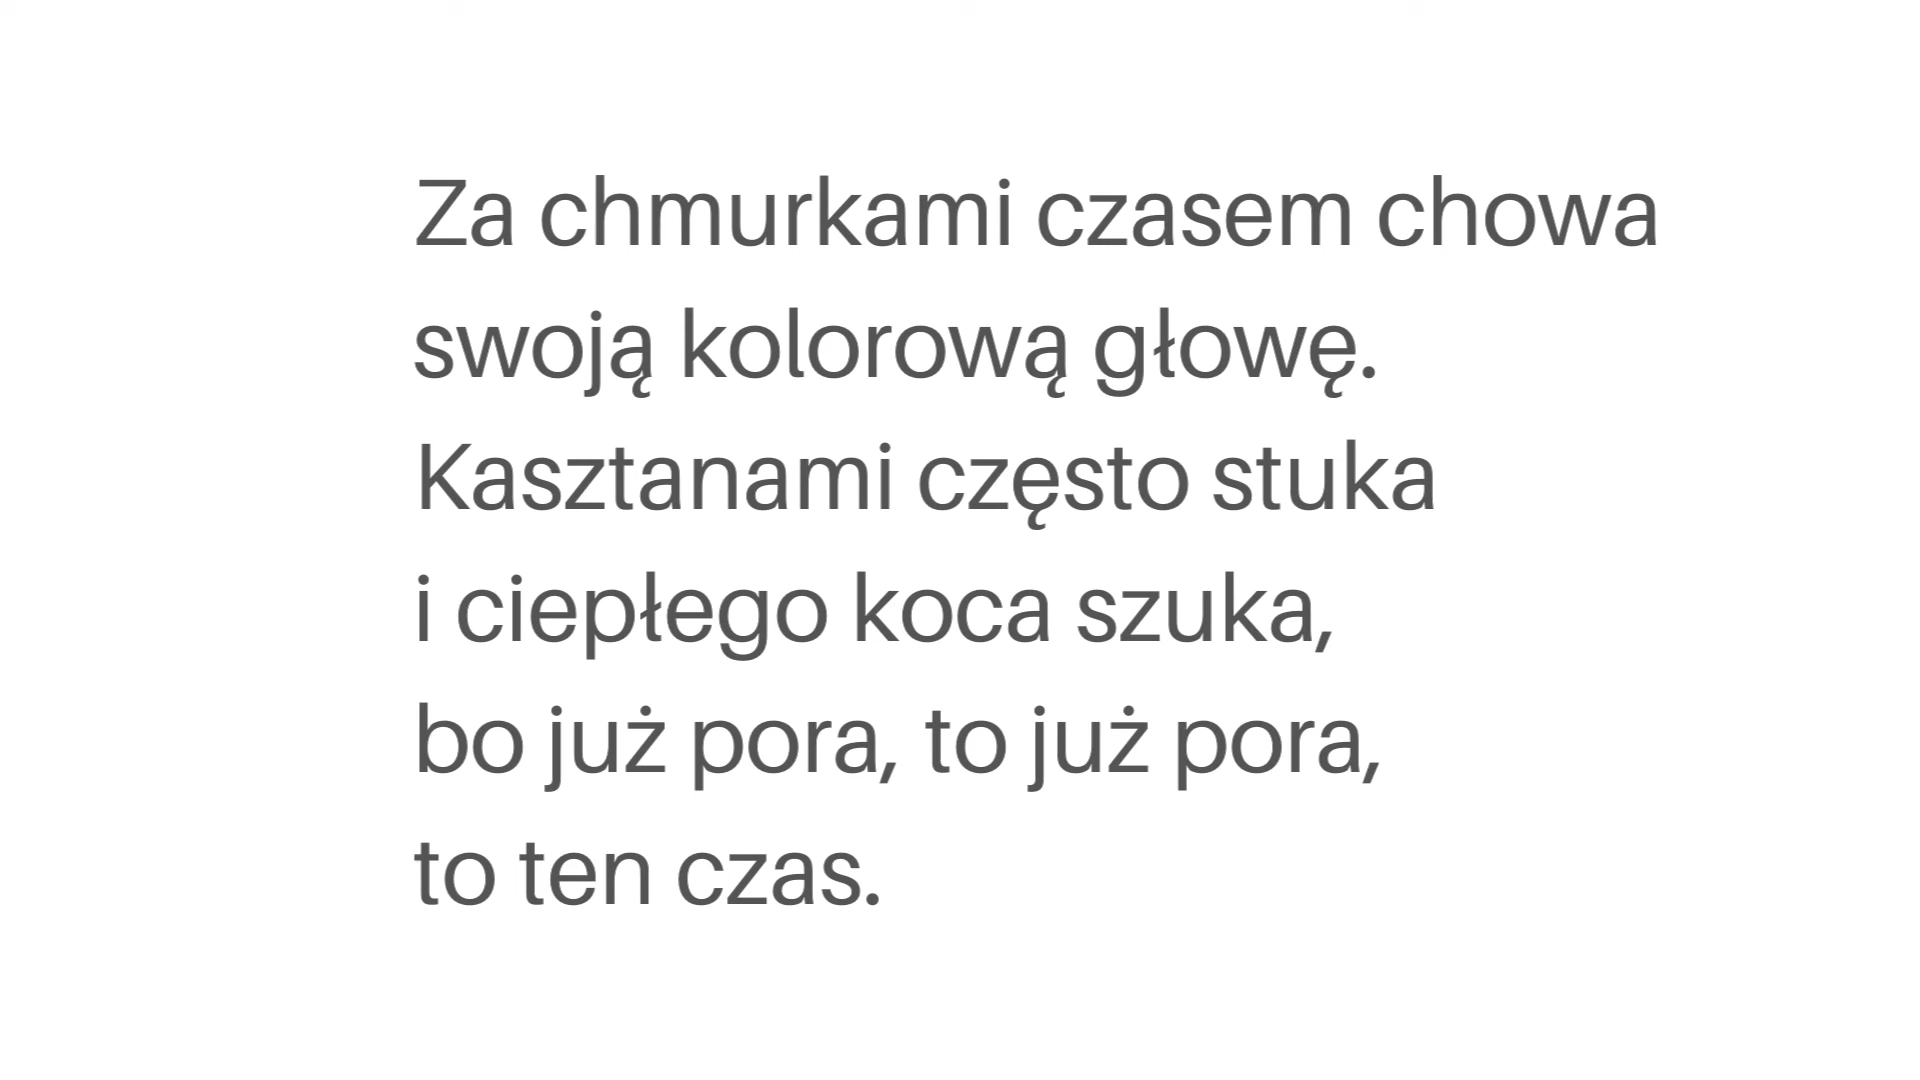 Za chmurkami czasem chowa
swoją kolorową głowę.
Kasztanami często stuka
i ciepłego koca szuka,
bo już pora, to już pora,
to ten czas.